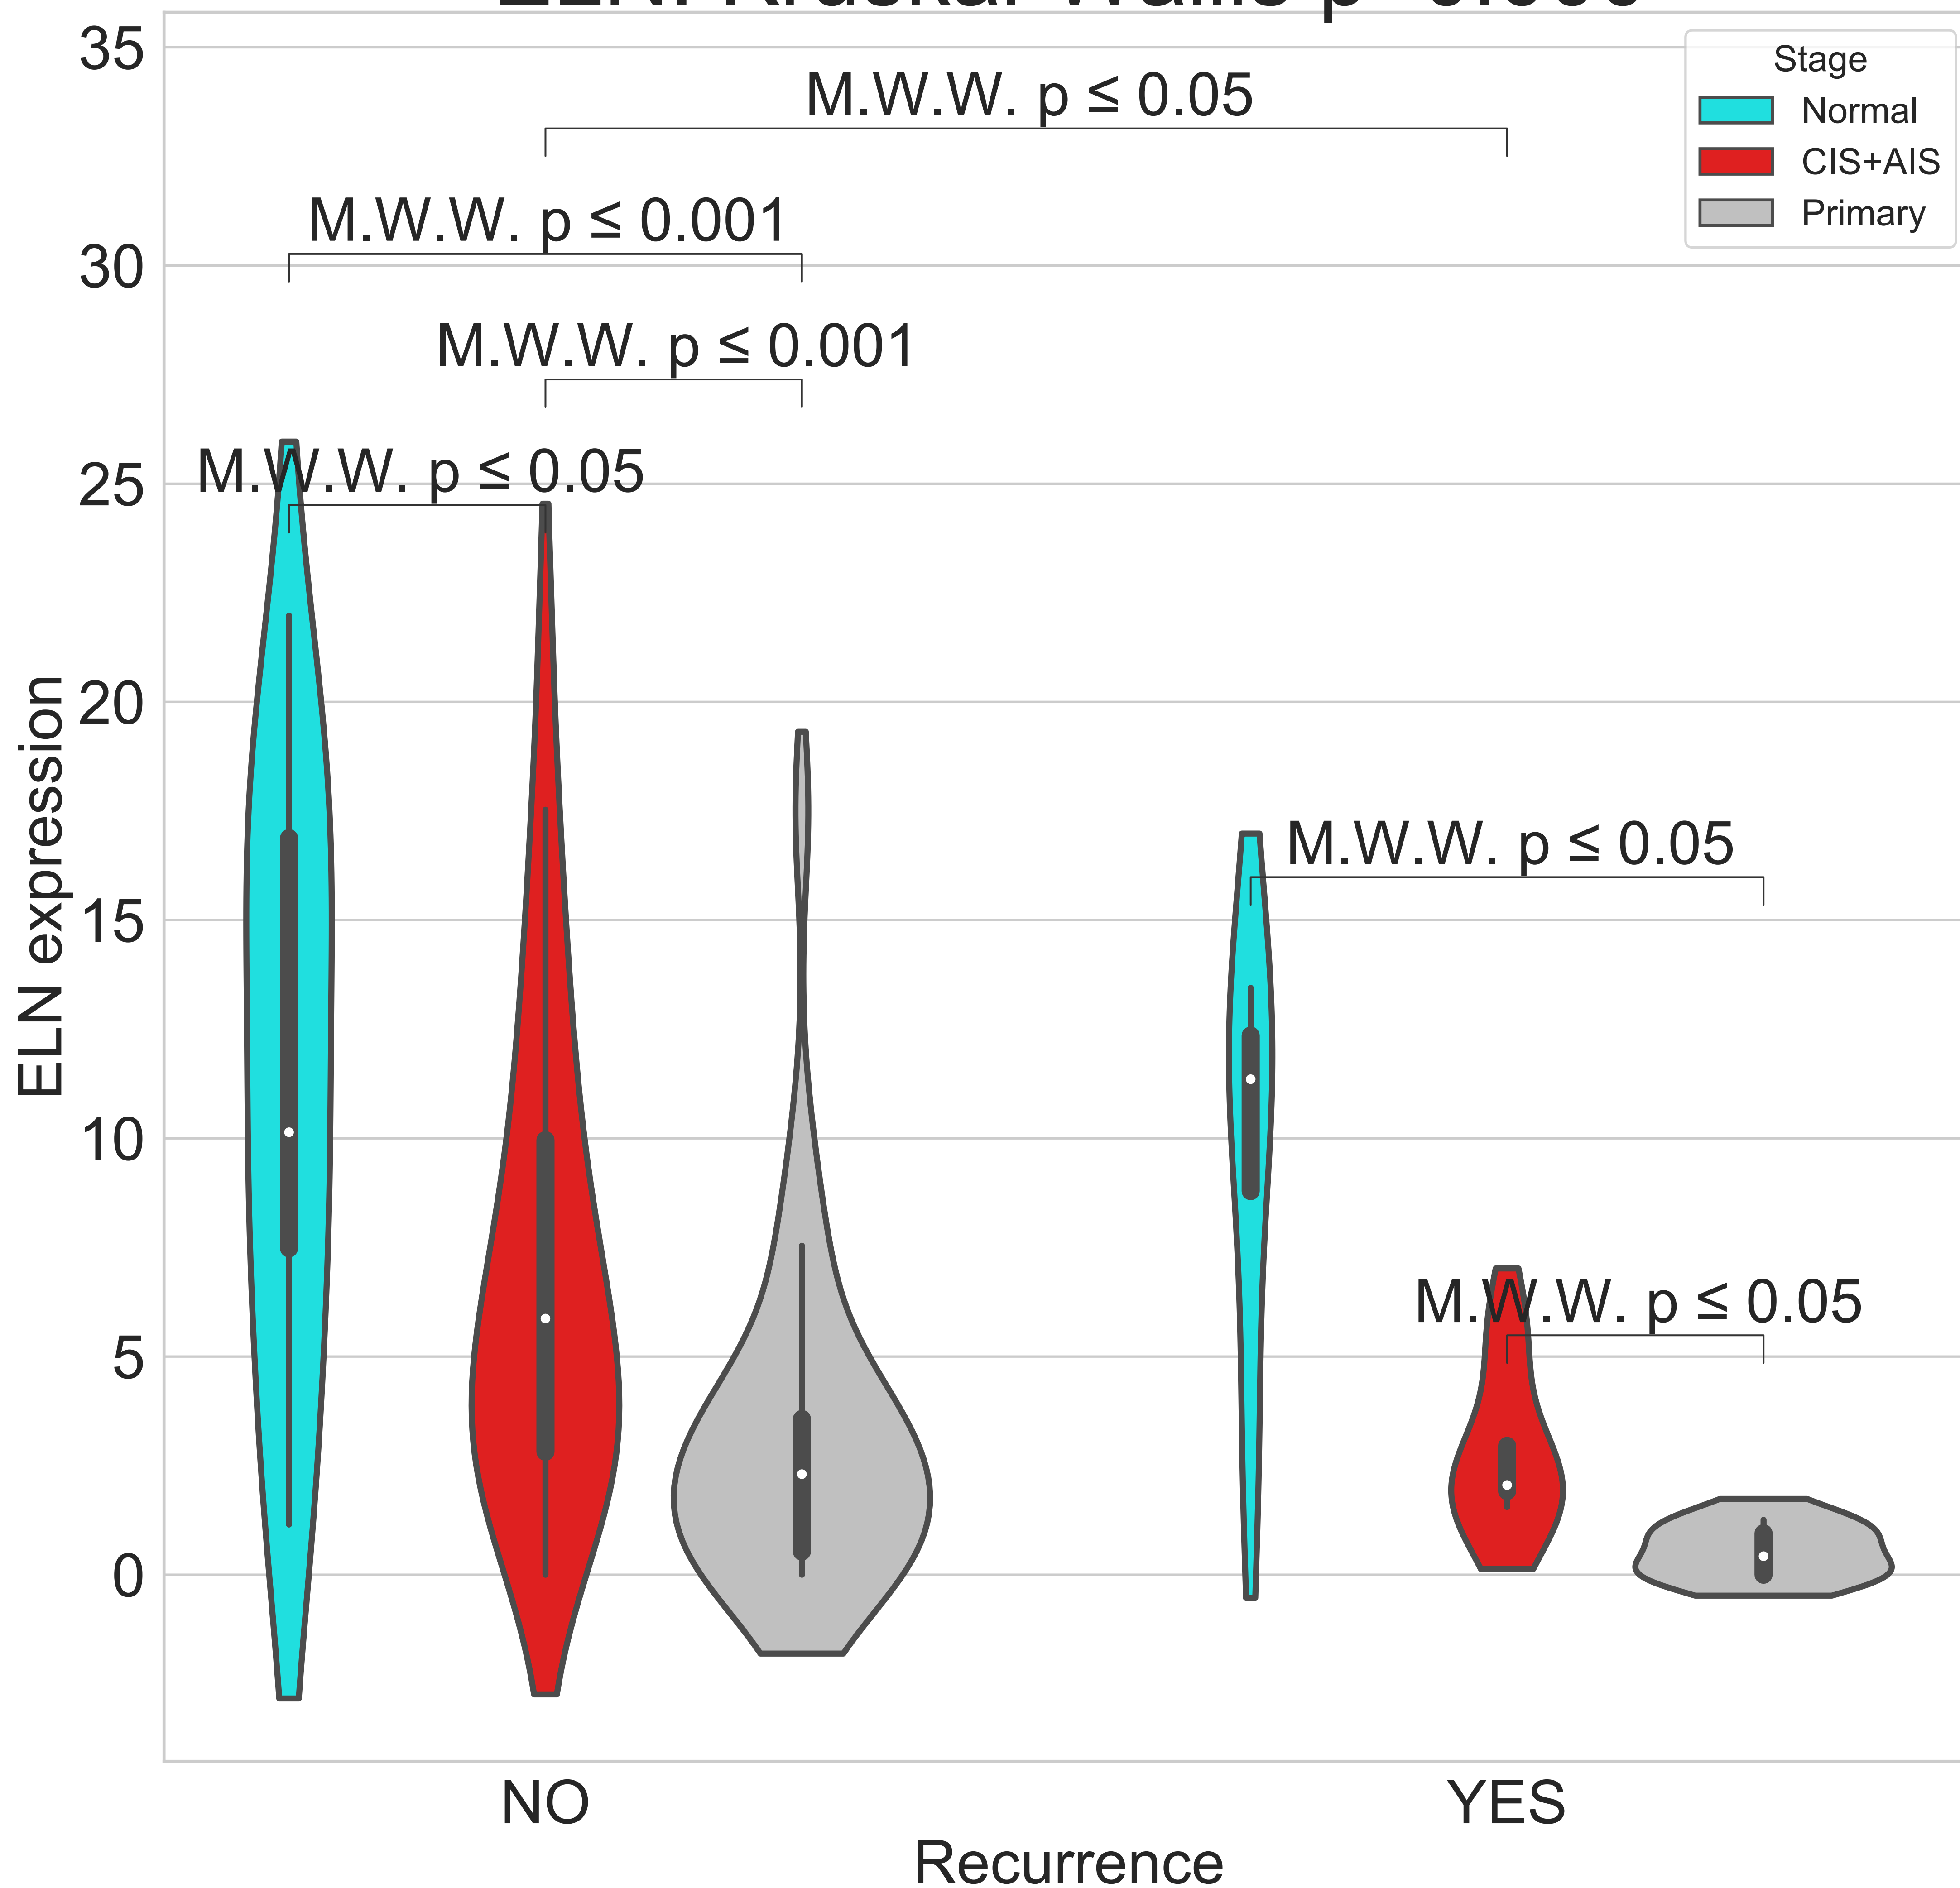 35
M.W.W. p ≤ 0.05
Stage
Normal
CIS+AIS
Primary
M.W.W. p ≤ 0.001
30
M.W.W. p ≤ 0.001
M.W.W. p ≤ 0.05
25
20
M.W.W. p ≤ 0.05
15
10
M.W.W. p ≤ 0.05
5
0
ELN expression
NO
YES
Recurrence